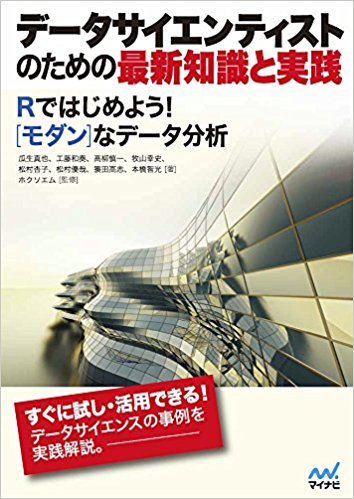 データサイエンティスト
のための最新知識と実践
Rではじめよう!
[モダン]なデータ分析
瓜生真也、工藤和奏、高柳慎一、牧山幸史、
松村杏子、松村優哉、簑田高志、本橋智光[著]
ホクソエム[監修]
すぐに試し・活用できる!
データサイエンスの事例を
実践解説。
マイナビ